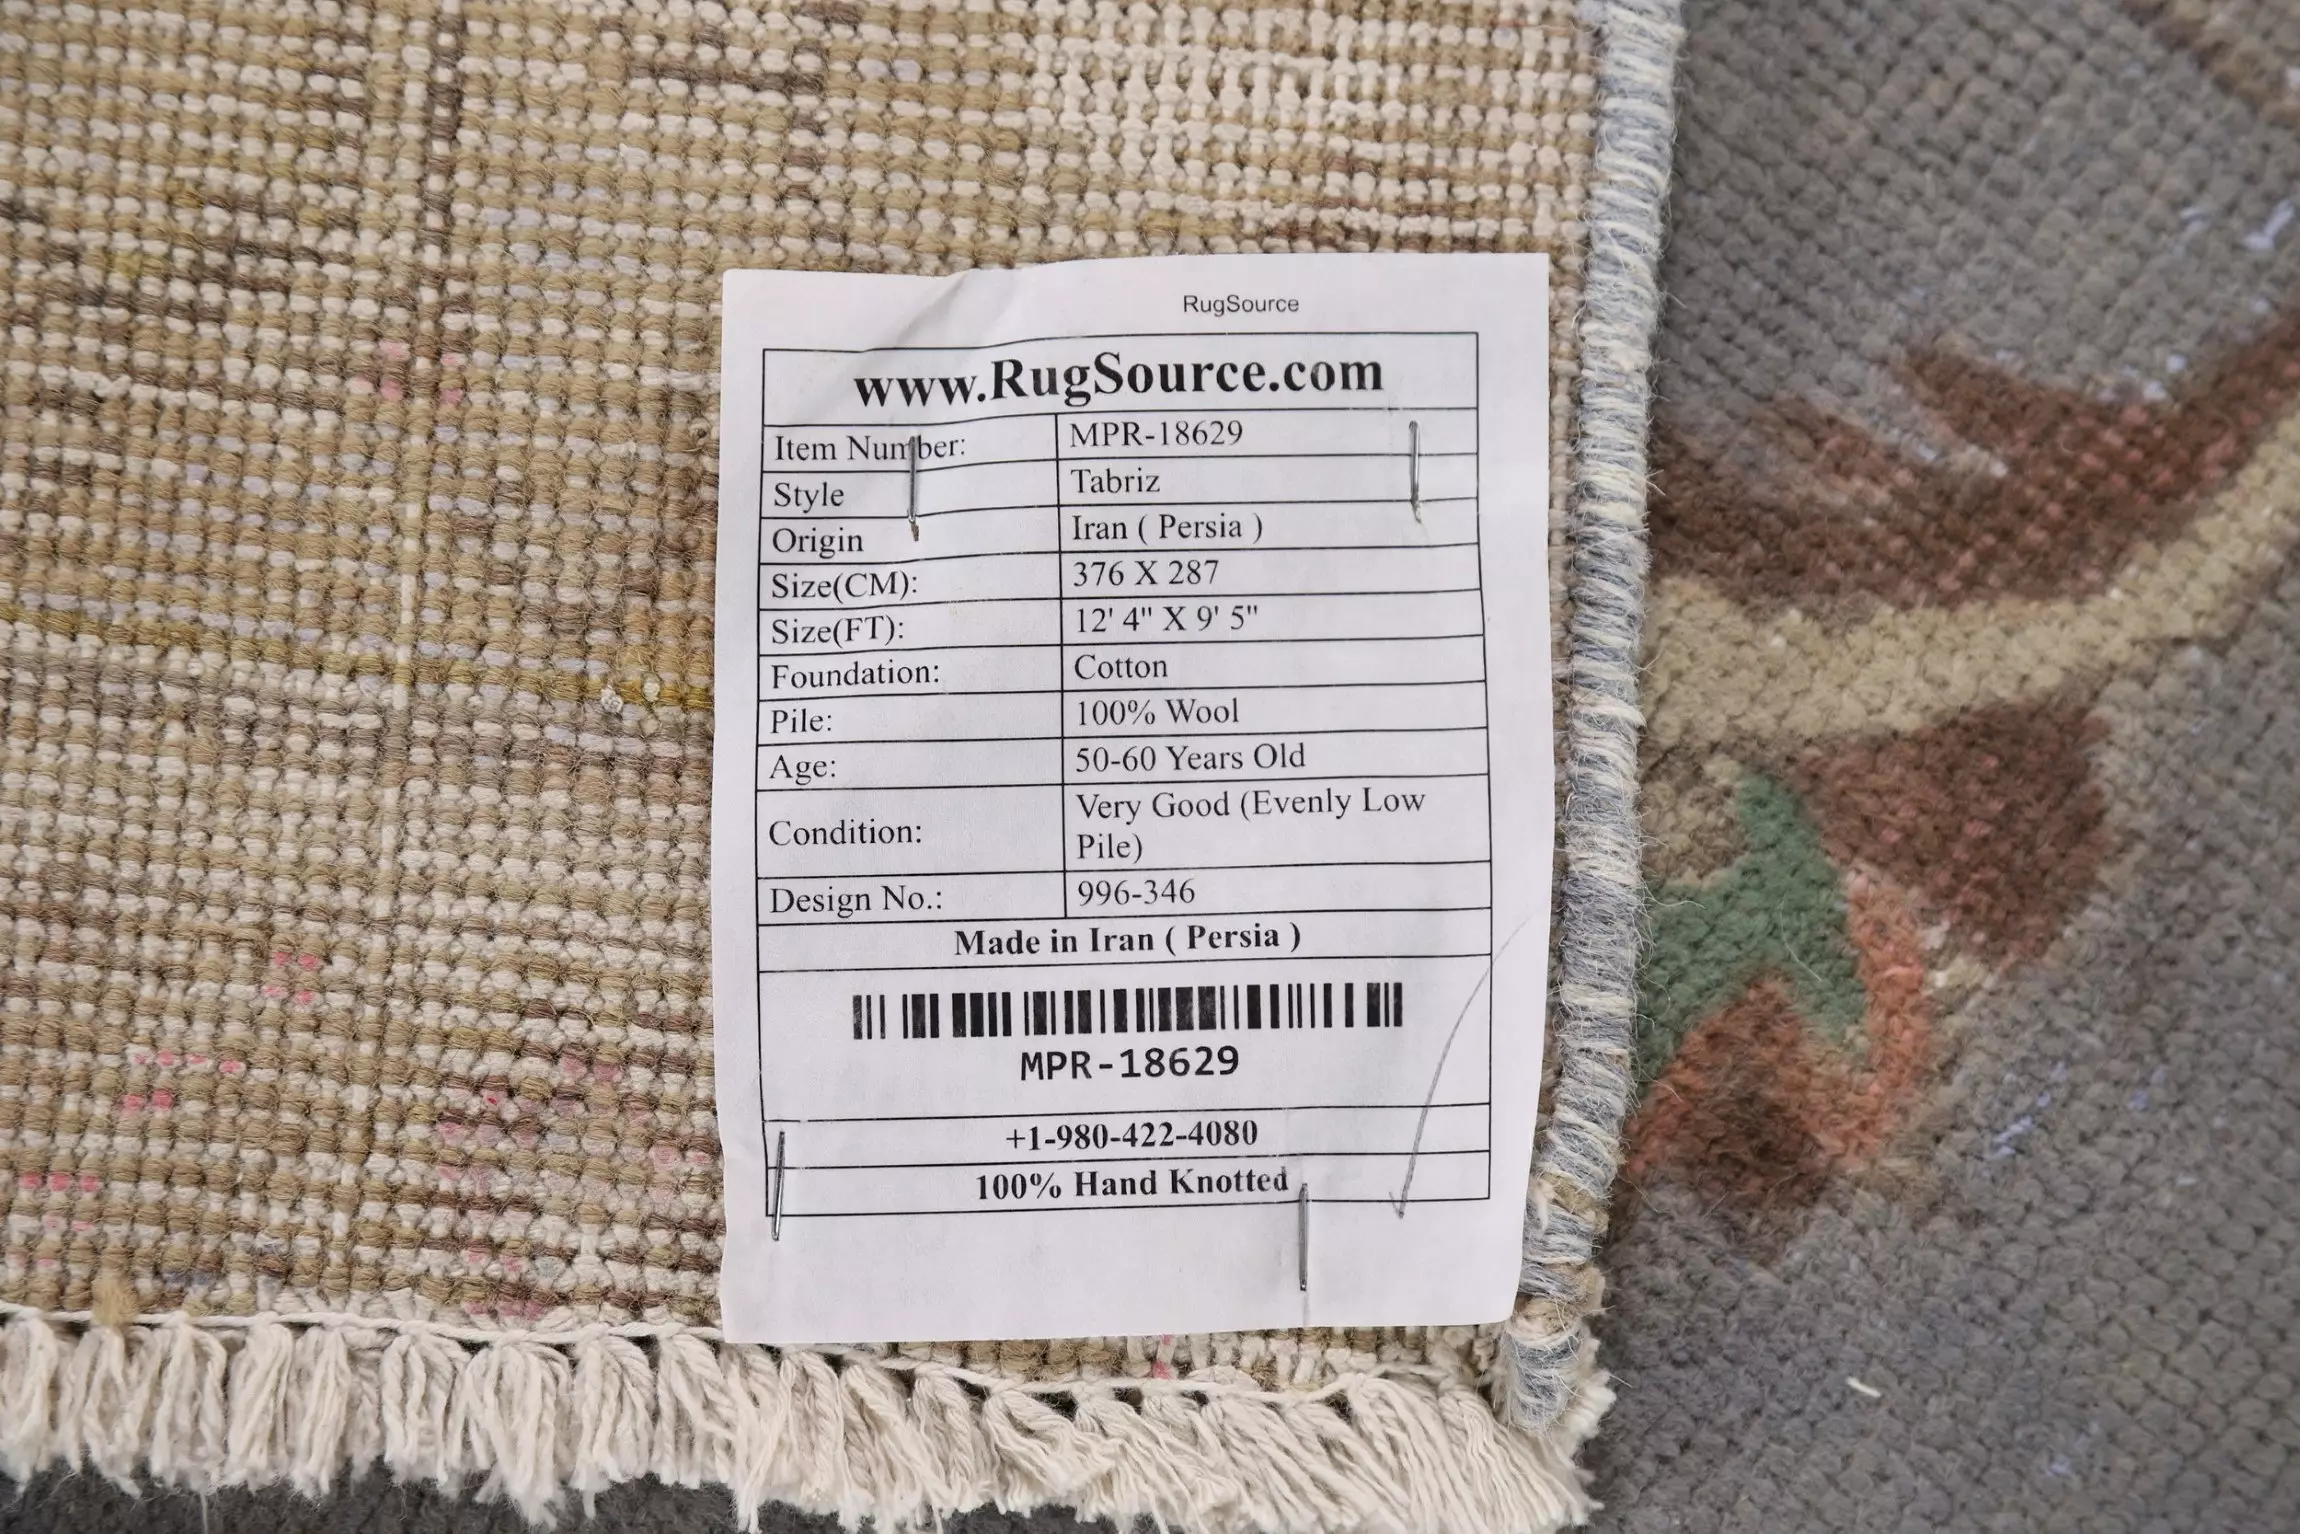 RugSource
www.RugSource.com
Item Number: MPR-18629
Style Tabriz
Origin Iran ( Persia )
Size(CM): 376 X 287
Size(FT): 12' 4" X 9' 5"
Foundation: Cotton
Pile: 100% Wool
Age: 50-60 Years Old
Condition: Very Good (Evenly Low
Pile)
Design No.: 996-346
Made in Iran ( Persia )
MPR-18629
+1-980-422-4080
100% Hand Knotted